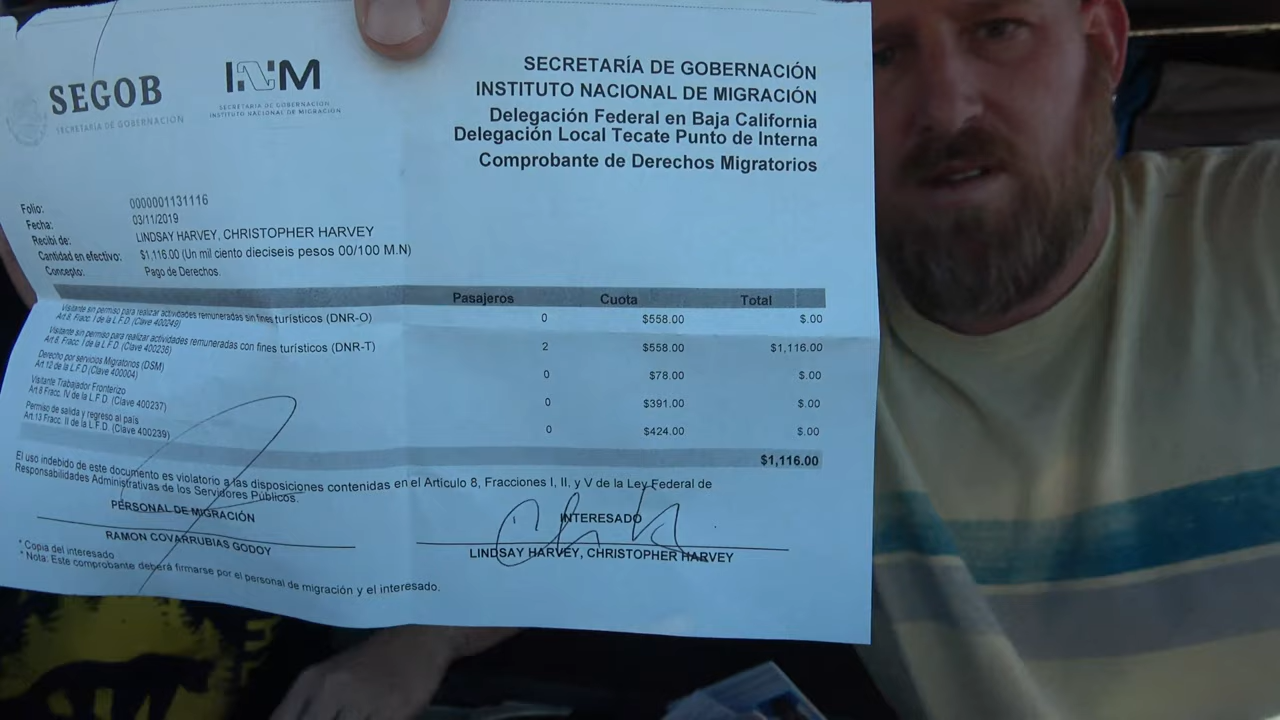 SEGOB
SECRETARÍA DE GOBERNACIÓN
INM
SECRETARÍA DE GOBERNACIÓN
INSTITUTO NACIONAL DE MIGRACIÓN
SECRETARÍA DE GOBERNACIÓN
INSTITUTO NACIONAL DE MIGRACIÓN
Delegación Federal en Baja California
Delegación Local Tecate Punto de Interna
Comprobante de Derechos Migratorios
Folio: 0000001131116
Fecha: 03/11/2019
Recibi de: LINDSAY HARVEY, CHRISTOPHER HARVEY
Cantidad en efectivo: $1,116.00 (Un mil ciento dieciseis pesos 00/100 M.N)
Concepto: Pago de Derechos.
Pasajeros Cuota Total
Visitante sin permiso para realizar actividades remuneradas sin fines turísticos (DNR-O) 0 $558.00 $.00
Art 8. Fracc. I de la L.F.D. (Clave 400249)
Visitante sin permiso para realizar actividades remuneradas con fines turísticos (DNR-T) 2 $558.00 $1,116.00
Art 8. Fracc. I de la L.F.D. (Clave 400238)
Derecho por servicios Migratorios (DSM) 0 $78.00 $.00
Art 12 de la L.F.D (Clave 400004)
Visitante Trabajador Fronterizo 0 $391.00 $.00
Art 8 Fracc. IV de la L.F.D. (Clave 400237)
Permiso de salida y regreso al país 0 $424.00 $.00
Art 13 Fracc. II de la L.F.D. (Clave 400239)
$1,116.00
El uso indebido de este documento es violatorio a las disposiciones contenidas en el Articulo 8, Fracciones I, II, y V de la Ley Federal de
Responsabilidades Administrativas de los Servidores Públicos.
PERSONAL DE MIGRACIÓN INTERESADO
RAMON COVARRUBIAS GODOY LINDSAY HARVEY, CHRISTOPHER HARVEY
* Copia del interesado
* Nota: Este comprobante deberá firmarse por el personal de migración y el interesado.